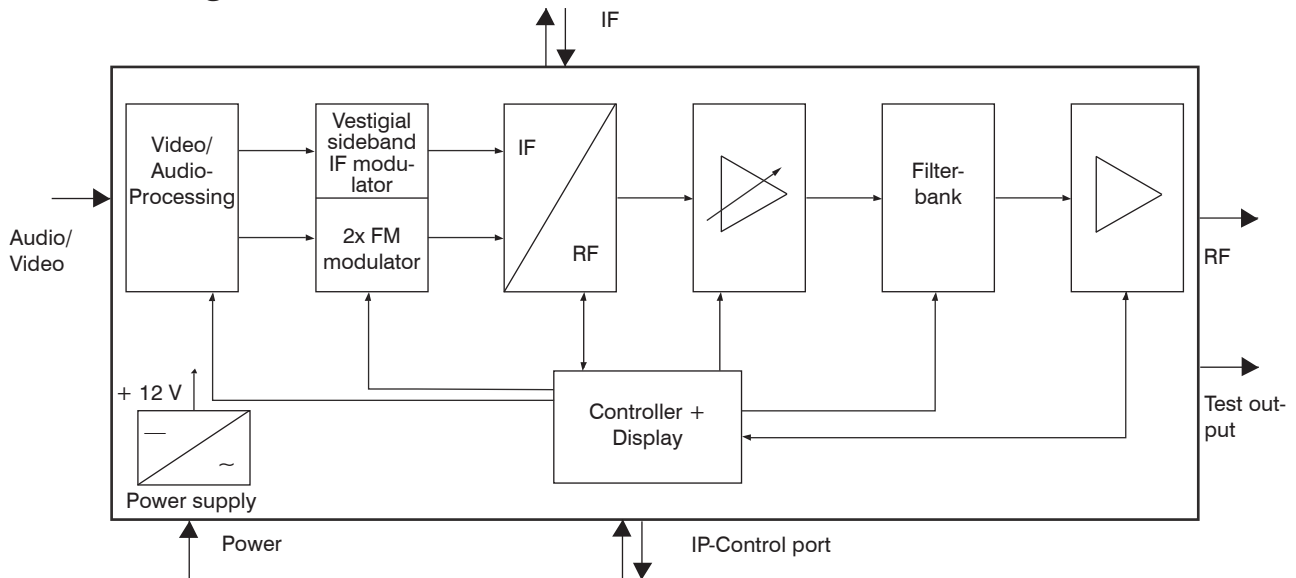 IF
Video/
Audio-
Processing
Vestigial
sideband
IF modu-
lator
2x FM
modulator
IF
RF
Filter-
bank
Audio/
Video
RF
+ 12 V
Controller +
Display
Test out-
put
—
~
Power supply
Power
IP-Control port